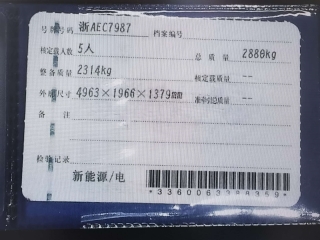 号牌号码 浙AEC7987 档案编号
核定载人数 5人 总质量 2880kg
整备质量 2314kg 核定载质量 --
外廓尺寸 4963×1966×1379mm 准牵引总质量 --
备注
检验记录
新能源/电